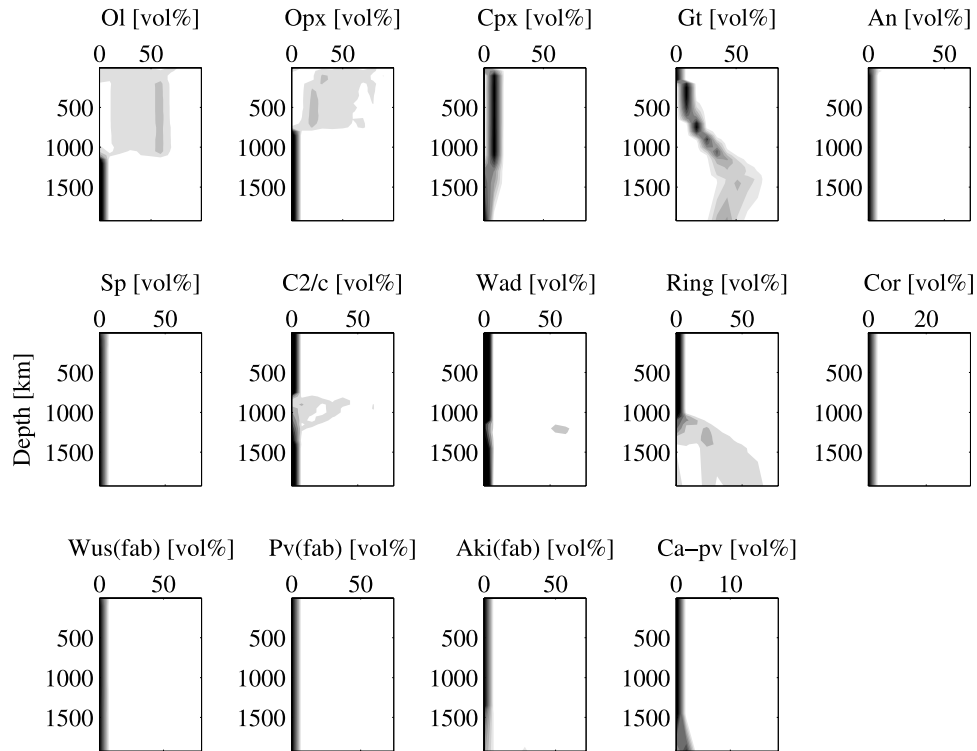 Ol [vol%] Opx [vol%] Cpx [vol%] Gt [vol%] An [vol%]
0 50 0 50 0 50 0 50 0 50
500 500 500 500 500
1000 1000 1000 1000 1000
1500 1500 1500 1500 1500
Sp [vol%] C2/c [vol%] Wad [vol%] Ring [vol%] Cor [vol%]
0 50 0 50 0 50 0 50 0 20
Depth [km]
500 500 500 500 500
1000 1000 1000 1000 1000
1500 1500 1500 1500 1500
Wus(fab) [vol%] Pv(fab) [vol%] Aki(fab) [vol%] Ca−pv [vol%]
0 50 0 50 0 50 0 10
500 500 500 500
1000 1000 1000 1000
1500 1500 1500 1500